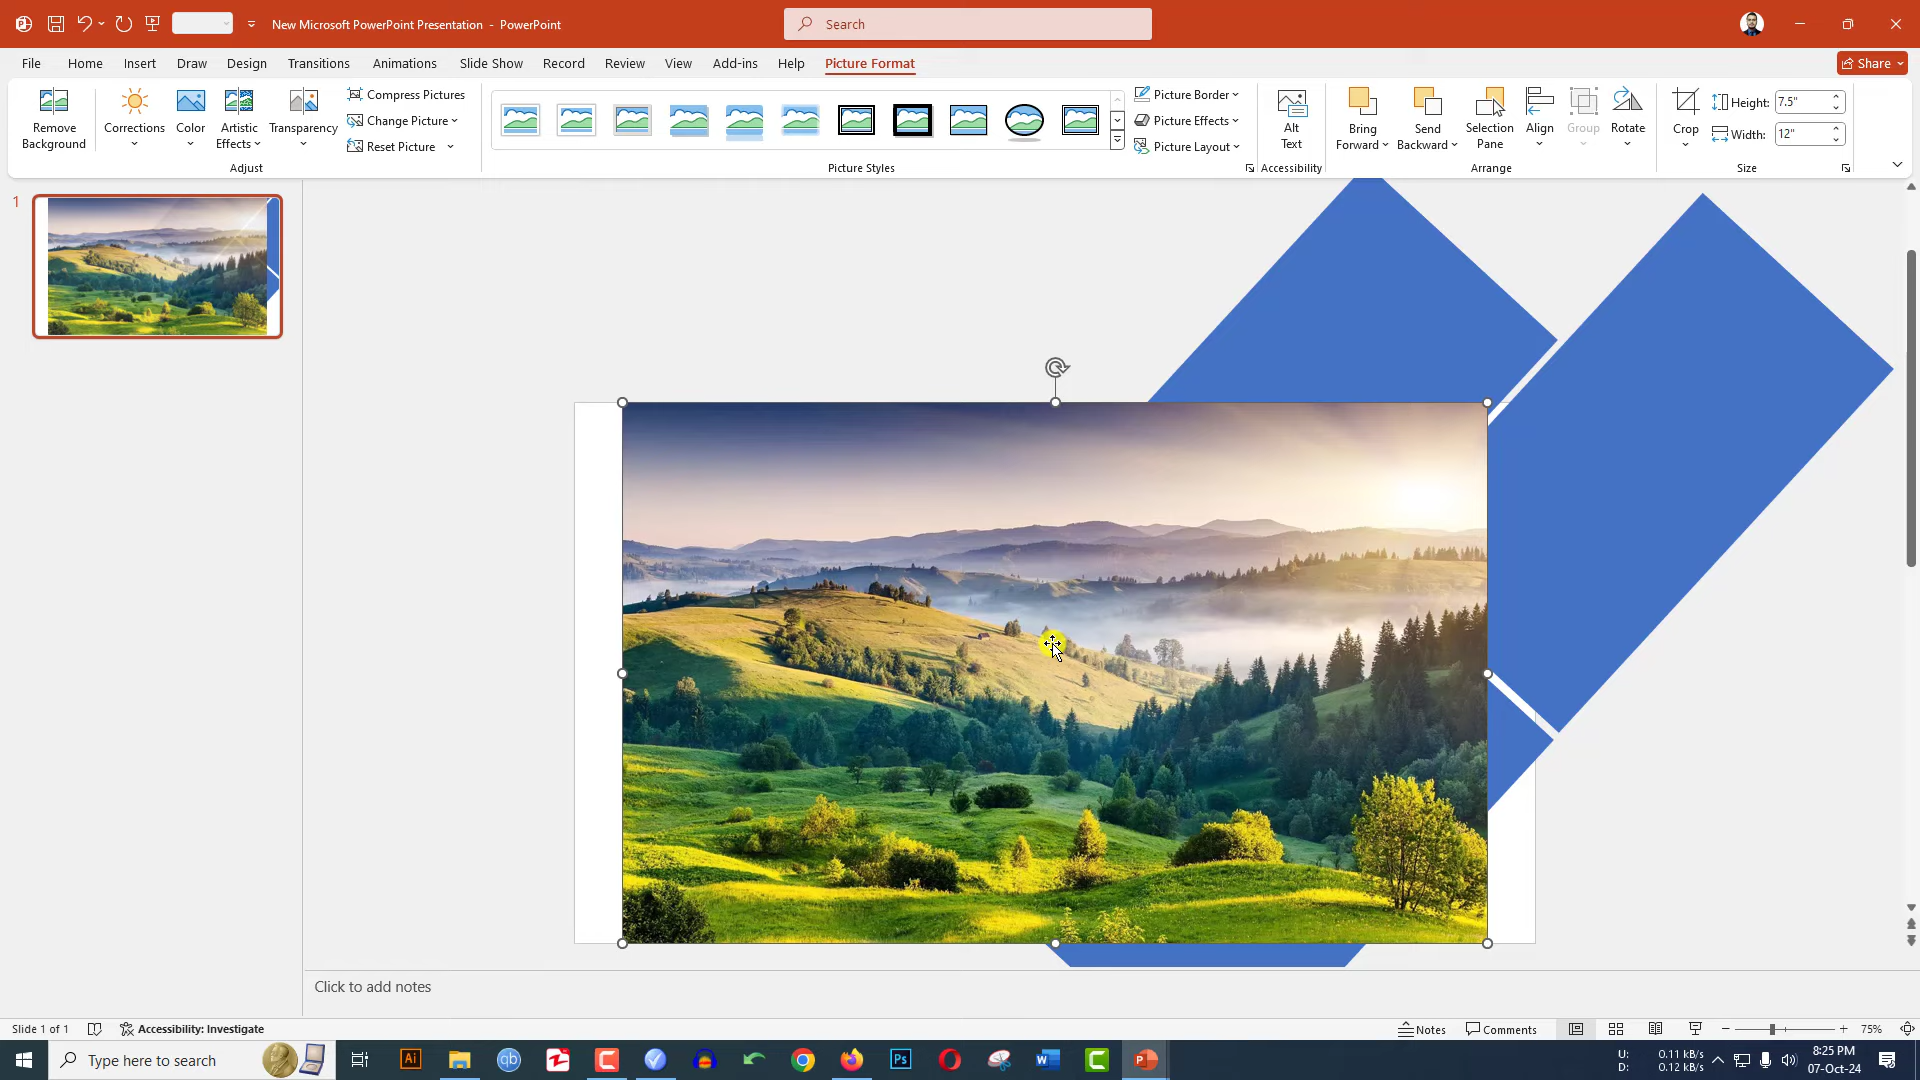 New Microsoft PowerPoint Presentation - PowerPoint
Search
File Home Insert Draw Design Transitions Animations Slide Show Record Review View Add-ins Help Picture Format
Share
Remove Background
Corrections
Color
Artistic Effects
Transparency
Compress Pictures
Change Picture
Reset Picture
Adjust
Picture Styles
Picture Border
Picture Effects
Picture Layout
Alt Text
Accessibility
Bring Forward
Send Backward
Selection Pane
Align
Group
Rotate
Arrange
Crop
Height: 7.5"
Width: 12"
Size
1
Click to add notes
Slide 1 of 1
Accessibility: Investigate
Notes
Comments
75%
Type here to search
Ai
qb
Ps
W
P
U: 0.11 kB/s
D: 0.12 kB/s
8:25 PM
07-Oct-24